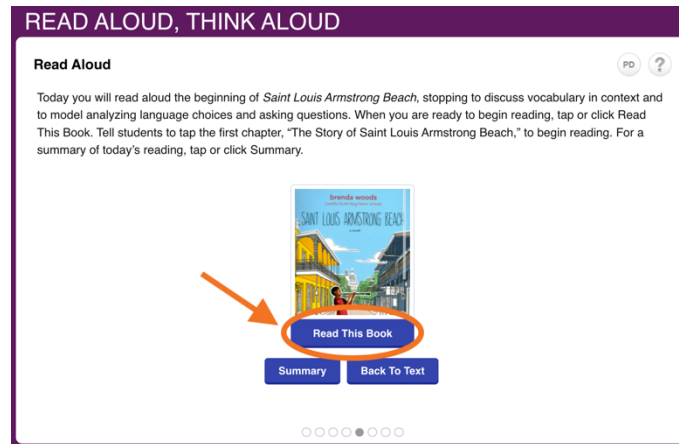 READ ALOUD, THINK ALOUD
Read Aloud
PD ?
Today you will read aloud the beginning of Saint Louis Armstrong Beach, stopping to discuss vocabulary in context and
to model analyzing language choices and asking questions. When you are ready to begin reading, tap or click Read
This Book. Tell students to tap the first chapter, “The Story of Saint Louis Armstrong Beach,” to begin reading. For a
summary of today’s reading, tap or click Summary.
brenda woods
SAINT LOUIS ARMSTRONG BEACH
a novel
Read This Book
Summary Back To Text